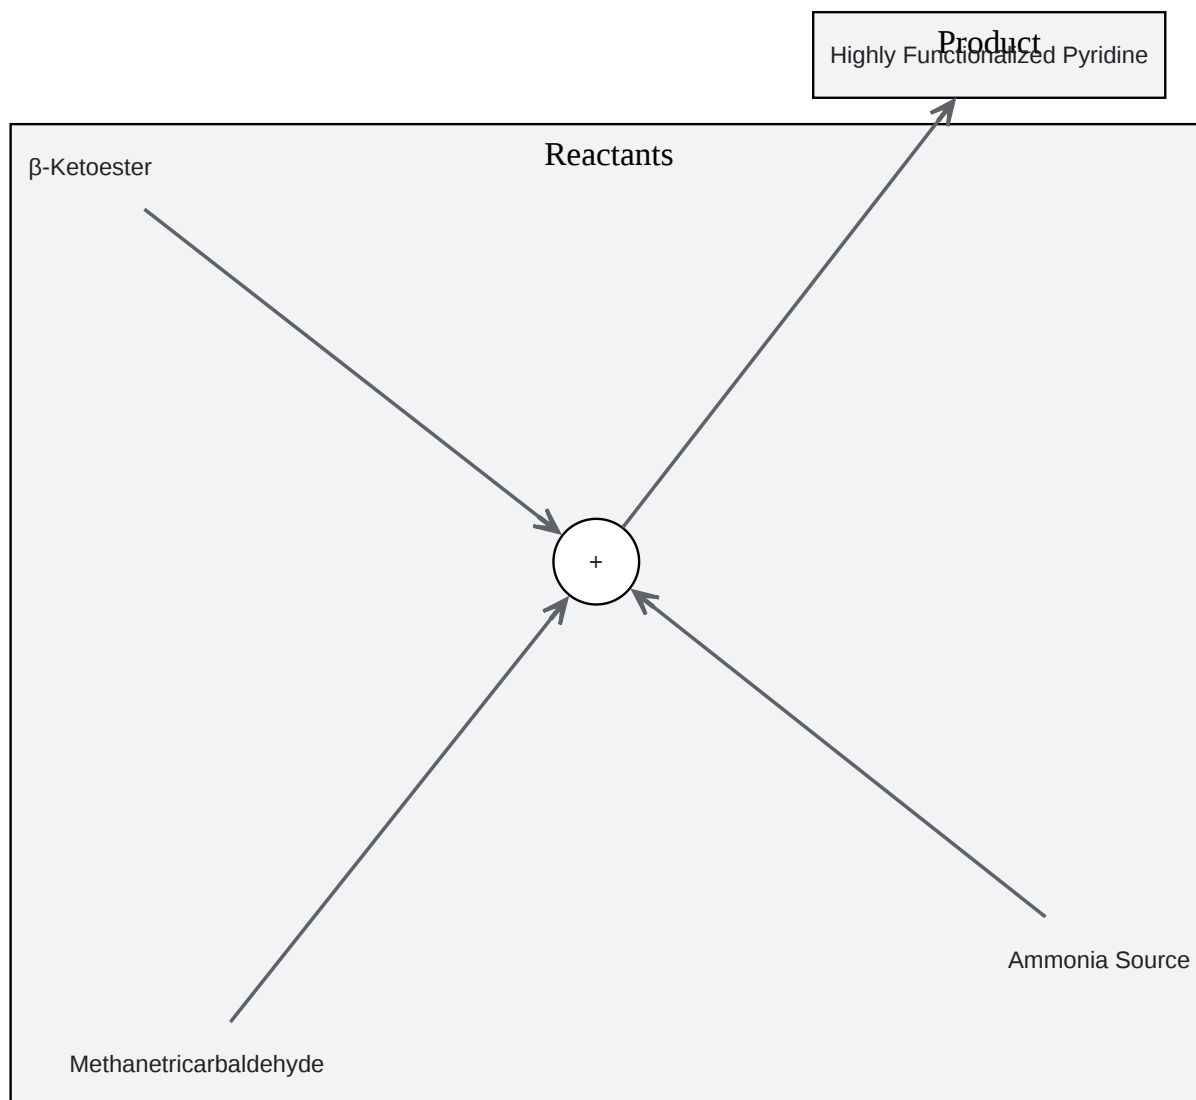 Product
Highly Functionalized Pyridine
Reactants
β-Ketoester
+
Ammonia Source
Methanetricarbaldehyde